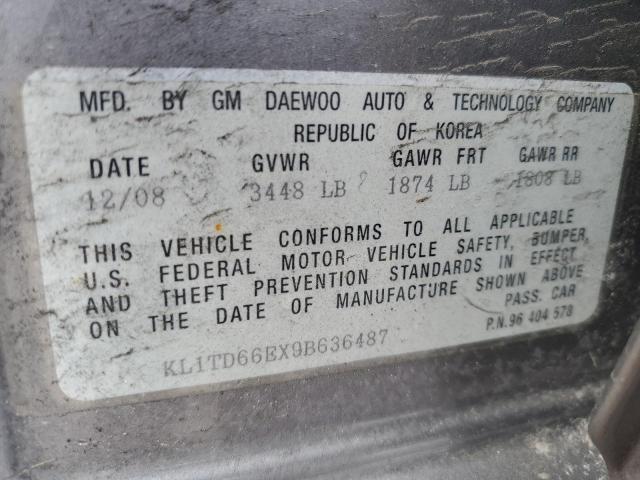 MFD. BY GM DAEWOO AUTO & TECHNOLOGY COMPANY
REPUBLIC OF KOREA
DATE GVWR GAWR FRT GAWR RR
12/08 3448 LB 1874 LB 1808 LB
THIS VEHICLE CONFORMS TO ALL APPLICABLE
U.S. FEDERAL MOTOR VEHICLE SAFETY, BUMPER,
AND THEFT PREVENTION STANDARDS IN EFFECT
ON THE DATE OF MANUFACTURE SHOWN ABOVE
PASS. CAR
P.N.96 404 578
KL1TD66EX9B636487